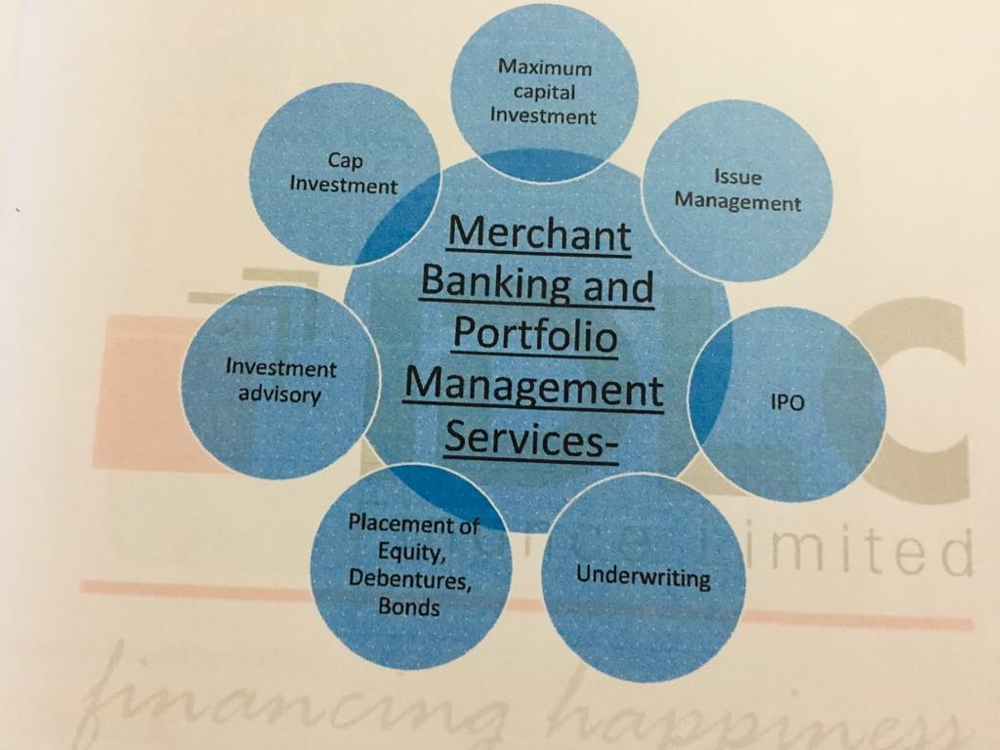 Maximum
capital
Investment
Cap
Investment
Issue
Management
Merchant
Banking and
Portfolio
Management
Services-
Investment
advisory
IPO
Placement of
Equity,
Debentures,
Bonds
Underwriting
Limited
financing happiness